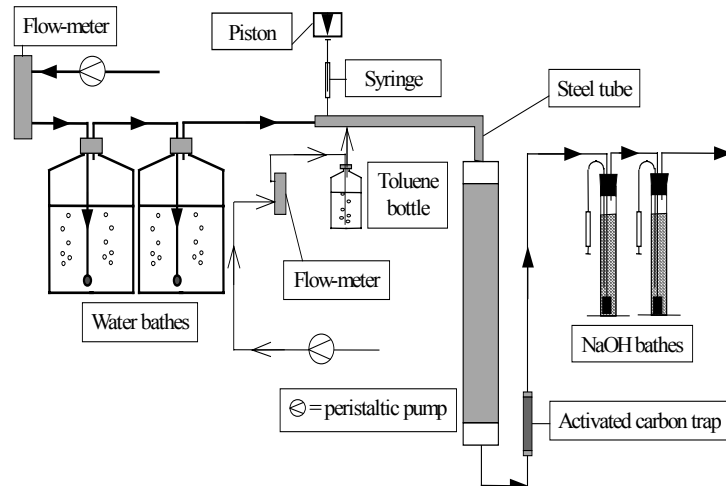 Flow-meter
Piston
Syringe
Steel tube
Toluene
bottle
Flow-meter
Water bathes
NaOH bathes
= peristaltic pump
Activated carbon trap